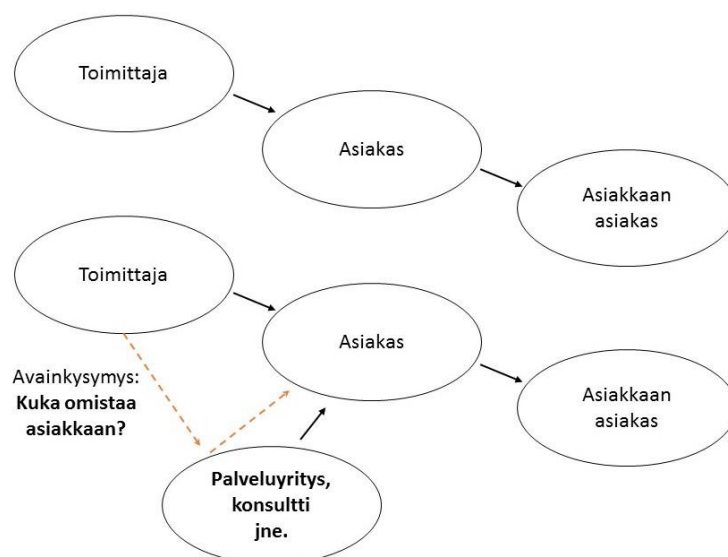 Toimittaja
Asiakas
Asiakkaan
asiakas
Toimittaja
Asiakas
Avainkysymys:
Kuka omistaa
asiakkaan?
Asiakkaan
asiakas
Palveluyritys,
konsultti
jne.